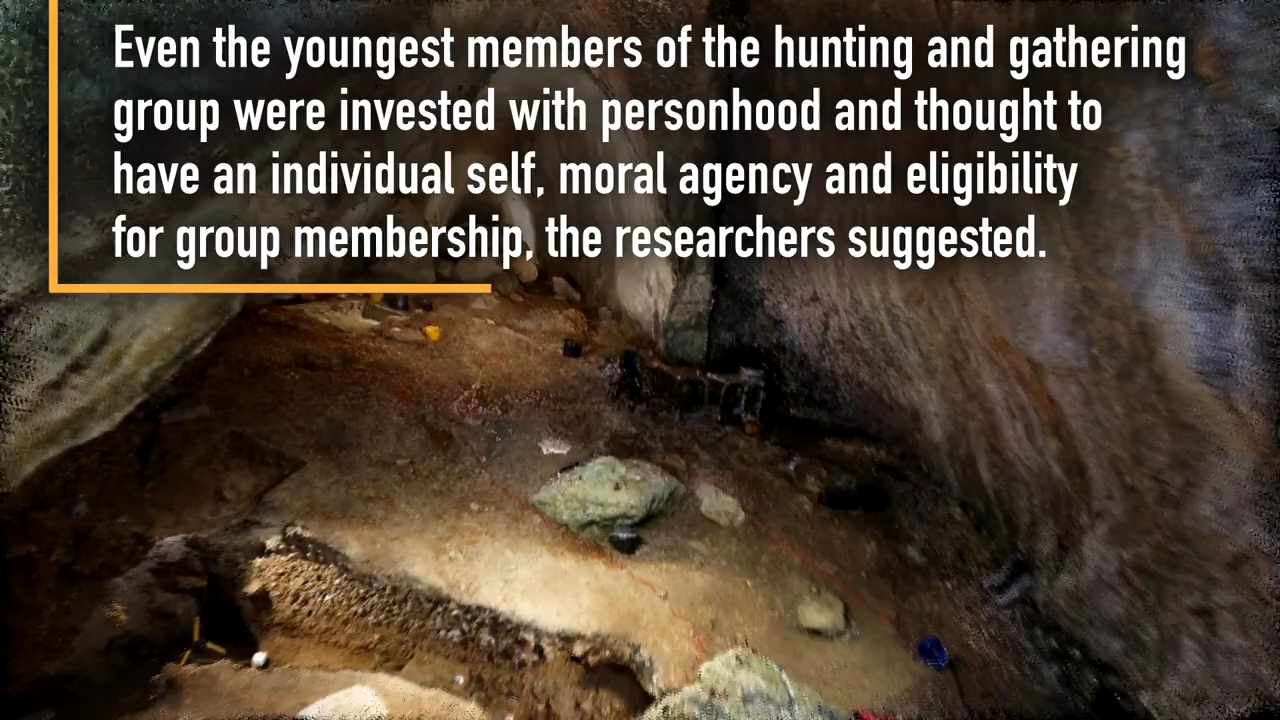 Even the youngest members of the hunting and gathering
group were invested with personhood and thought to
have an individual self, moral agency and eligibility
for group membership, the researchers suggested.